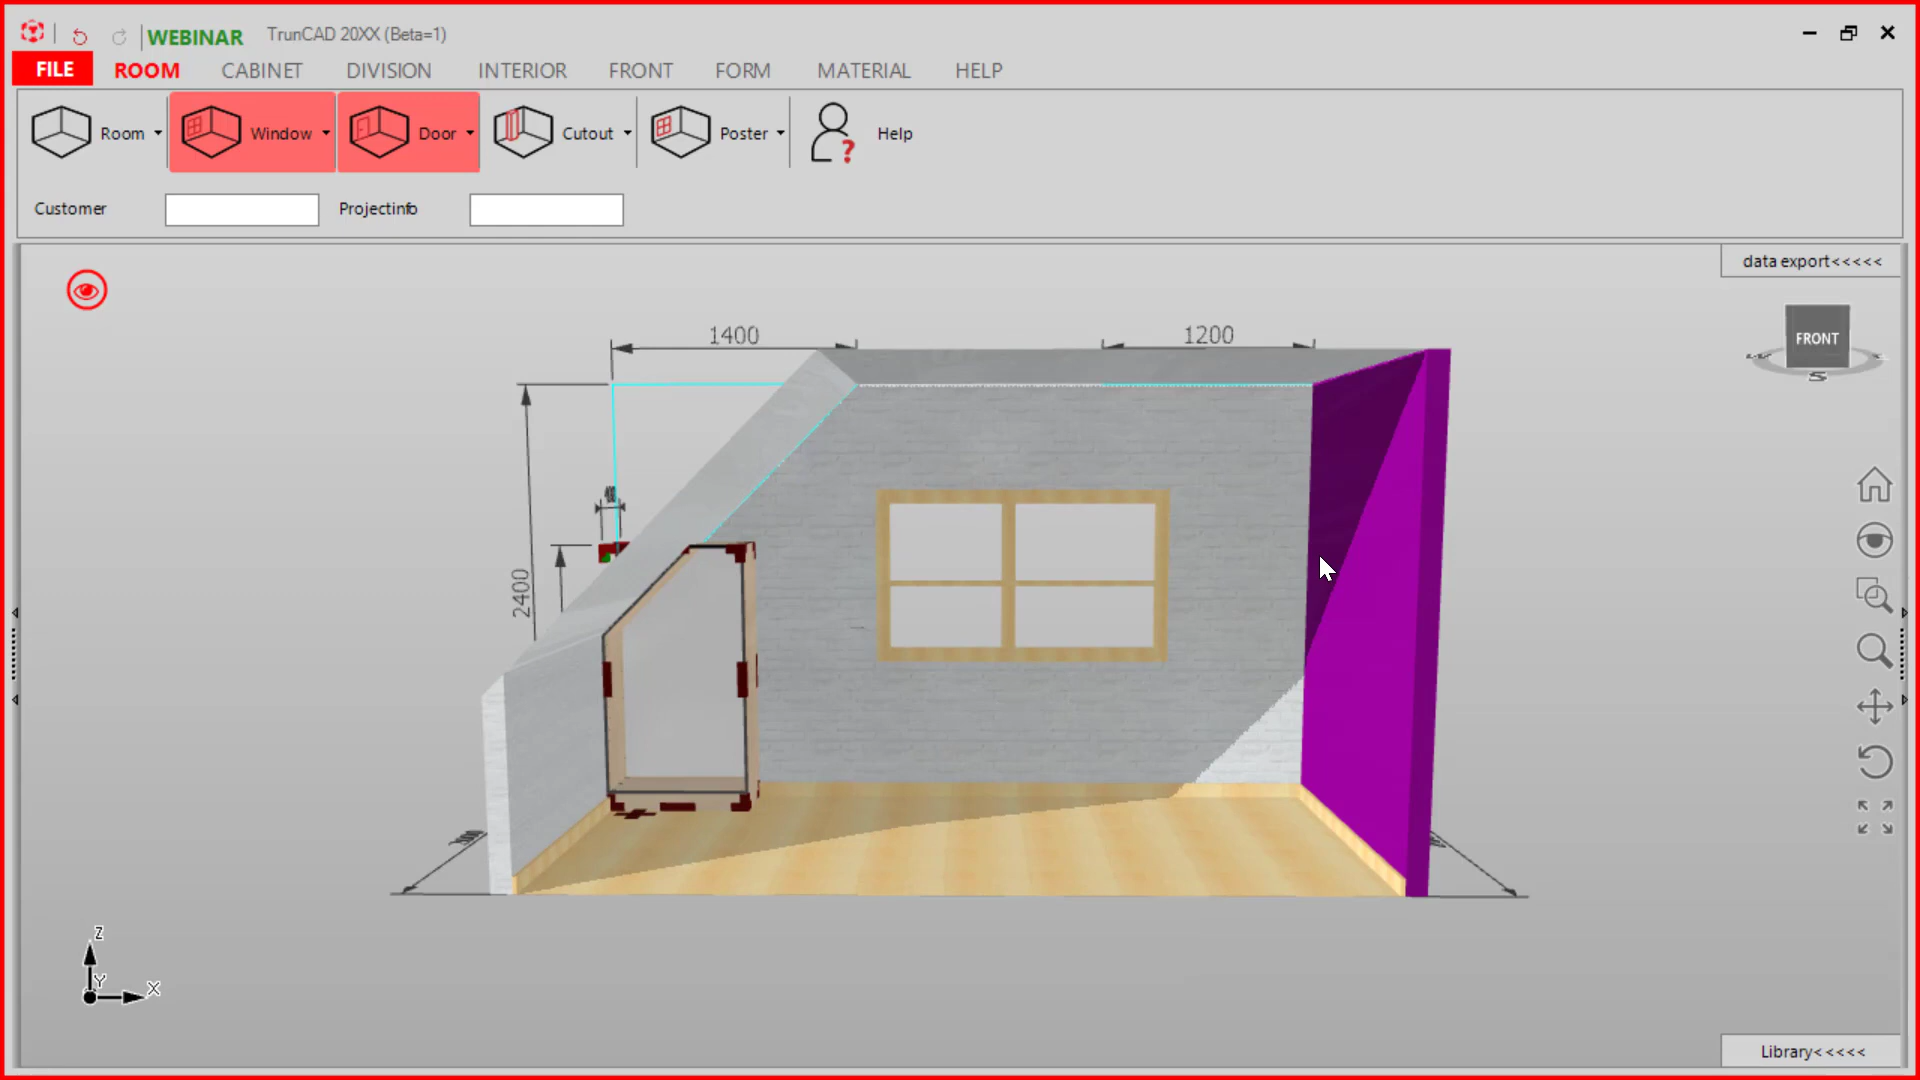 WEBINAR TrunCAD 20XX (Beta=1)
FILE ROOM CABINET DIVISION INTERIOR FRONT FORM MATERIAL HELP
Room Window Door Cutout Poster ? Help
Customer Projectinfo
data export<<<<<
1400 1200
FRONT
S
2400
Z
Y
X
Library<<<<<